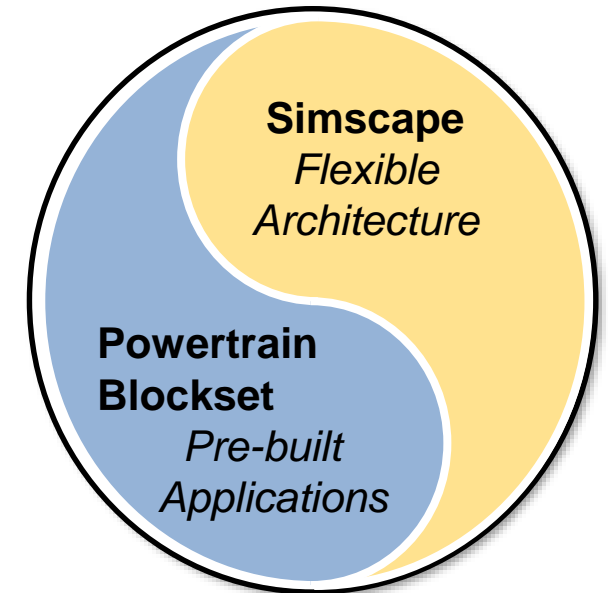 Simscape
Flexible
Architecture
Powertrain
Blockset
Pre-built
Applications